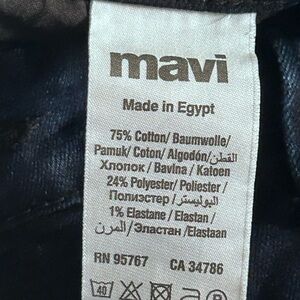 mavi
Made in Egypt
75% Cotton/ Baumwolle/
Pamuk/ Coton/ Algodón/ القطن/
Хлопок / Bavlna / Katoen
24% Polyester/ Poliester /
Полиэстер / البوليستر/
1% Elastane / Elastan /
المرن/ Эластан /Elastaan
RN 95767 CA 34786
40